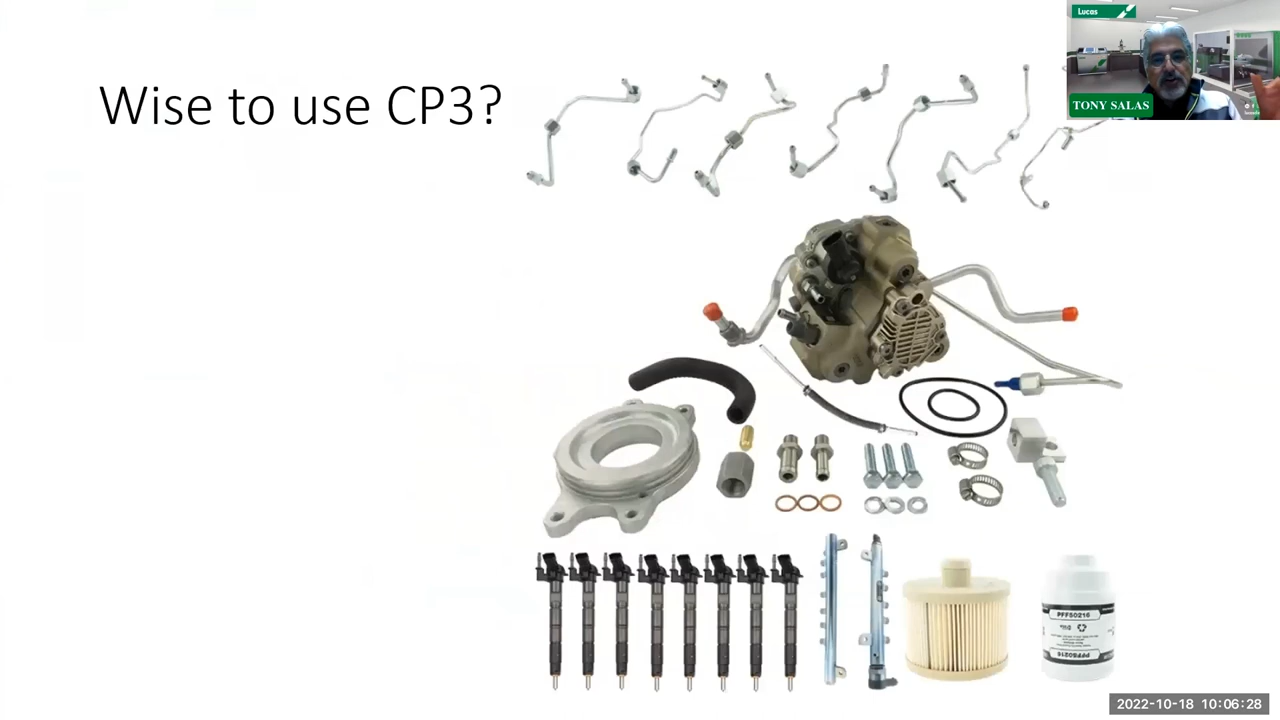 Lucas
Wise to use CP3?
TONY SALAS
PFF50216
PFF50216
2022-10-18 10:06:28